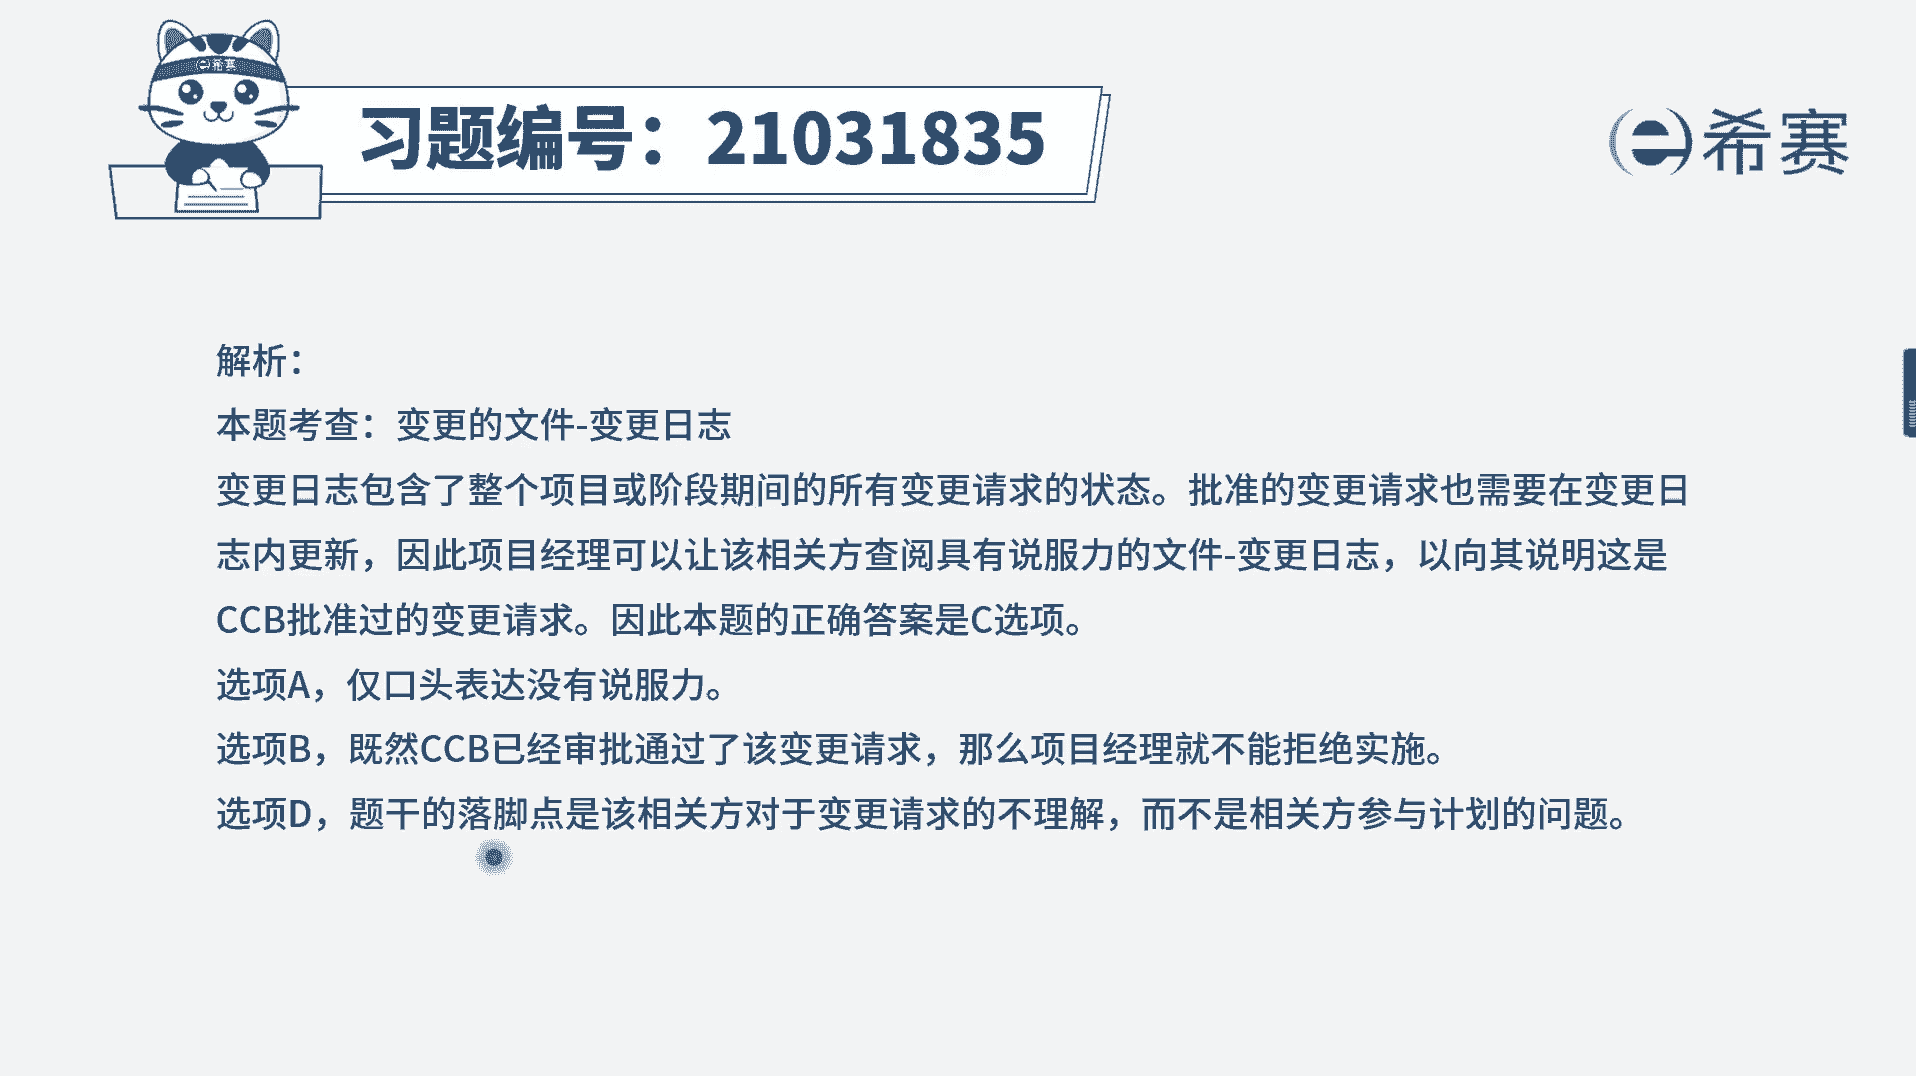 希赛
习题编号：21031835
希赛
解析：
本题考查：变更的文件-变更日志
变更日志包含了整个项目或阶段期间的所有变更请求的状态。批准的变更请求也需要在变更日
志内更新，因此项目经理可以让该相关方查阅具有说服力的文件-变更日志，以向其说明这是
CCB批准过的变更请求。因此本题的正确答案是C选项。
选项A，仅口头表达没有说服力。
选项B，既然CCB已经审批通过了该变更请求，那么项目经理就不能拒绝实施。
选项D，题干的落脚点是该相关方对于变更请求的不理解，而不是相关方参与计划的问题。